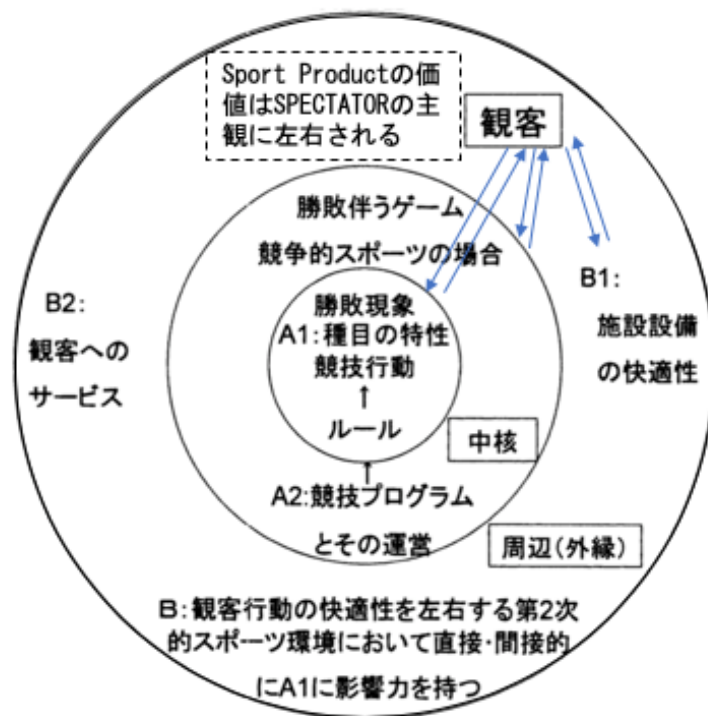 Sport Productの価
値はSPECTATORの主
観に左右される
観客
勝敗伴うゲーム
競争的スポーツの場合
勝敗現象
A1:種目の特性
競技行動
↑
ルール
↑
A2:競技プログラム
とその運営
中核
B1:
施設設備
の快適性
B2:
観客への
サービス
周辺(外縁)
B:観客行動の快適性を左右する第2次
的スポーツ環境において直接・間接的
にA1に影響力を持つ